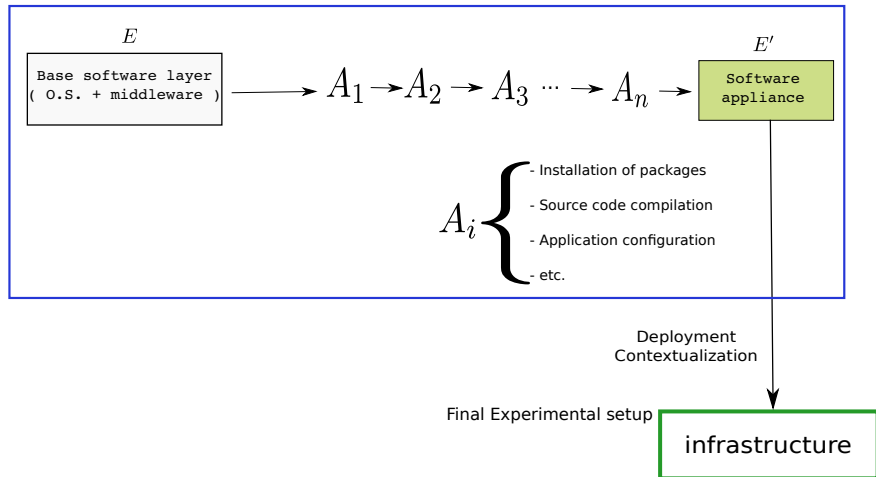 E
Base software layer
( O.S. + middleware )
A₁ A₂ A₃ ... Aₙ
E′
Software
appliance
Aᵢ {
- Installation of packages
- Source code compilation
- Application configuration
- etc.
Deployment
Contextualization
Final Experimental setup
infrastructure